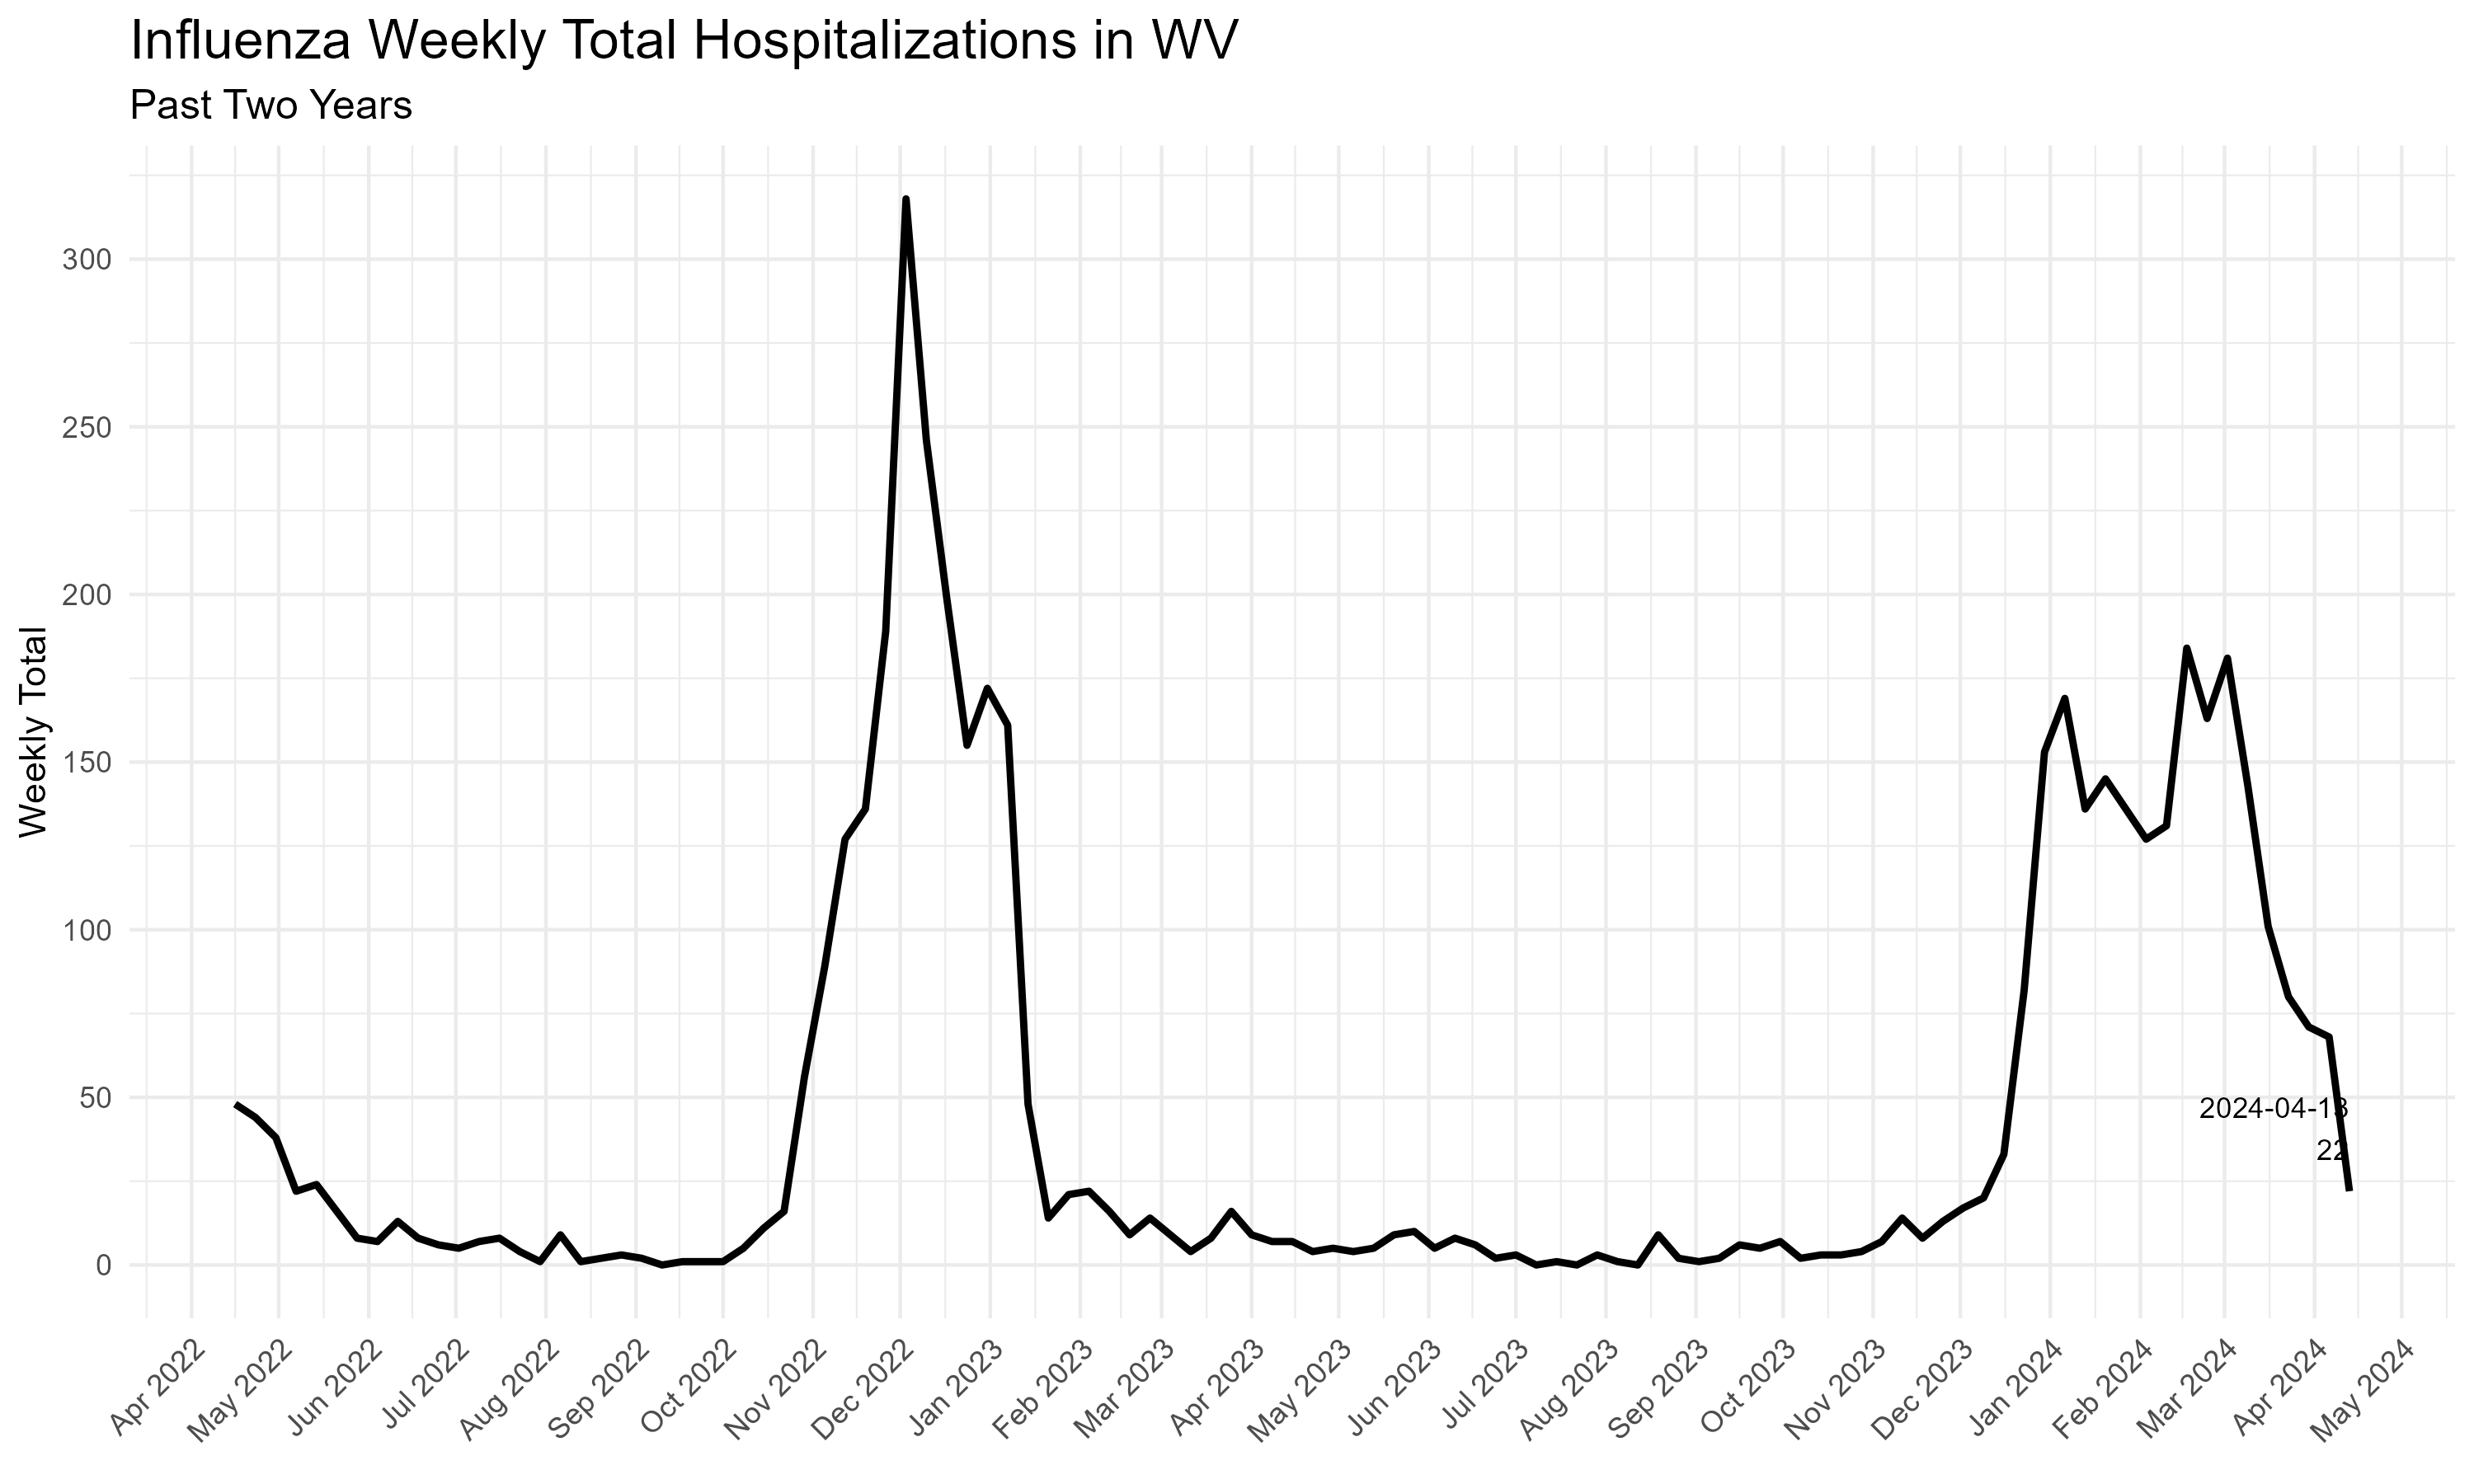 Influenza Weekly Total Hospitalizations in WV
Past Two Years
Weekly Total
300
250
200
150
100
50
0
2024-04-13
22
Apr 2022
May 2022
Jun 2022
Jul 2022
Aug 2022
Sep 2022
Oct 2022
Nov 2022
Dec 2022
Jan 2023
Feb 2023
Mar 2023
Apr 2023
May 2023
Jun 2023
Jul 2023
Aug 2023
Sep 2023
Oct 2023
Nov 2023
Dec 2023
Jan 2024
Feb 2024
Mar 2024
Apr 2024
May 2024